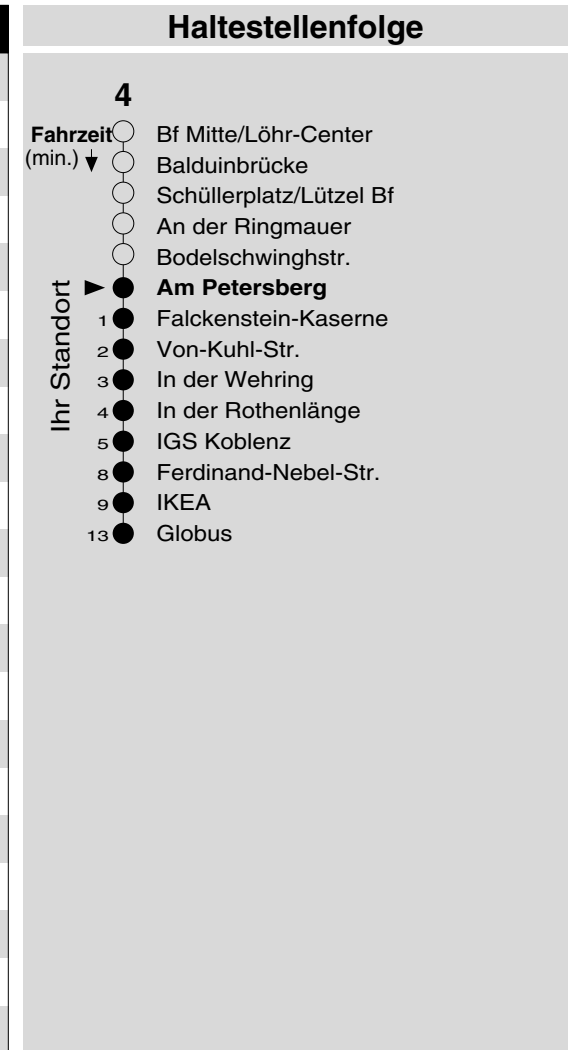 Haltestellenfolge
4
Fahrzeit
(min.)
Bf Mitte/Löhr-Center
Balduinbrücke
Schüllerplatz/Lützel Bf
An der Ringmauer
Bodelschwinghstr.
Ihr Standort
Am Petersberg
1 Falckenstein-Kaserne
2 Von-Kuhl-Str.
3 In der Wehring
4 In der Rothenlänge
5 IGS Koblenz
8 Ferdinand-Nebel-Str.
9 IKEA
13 Globus